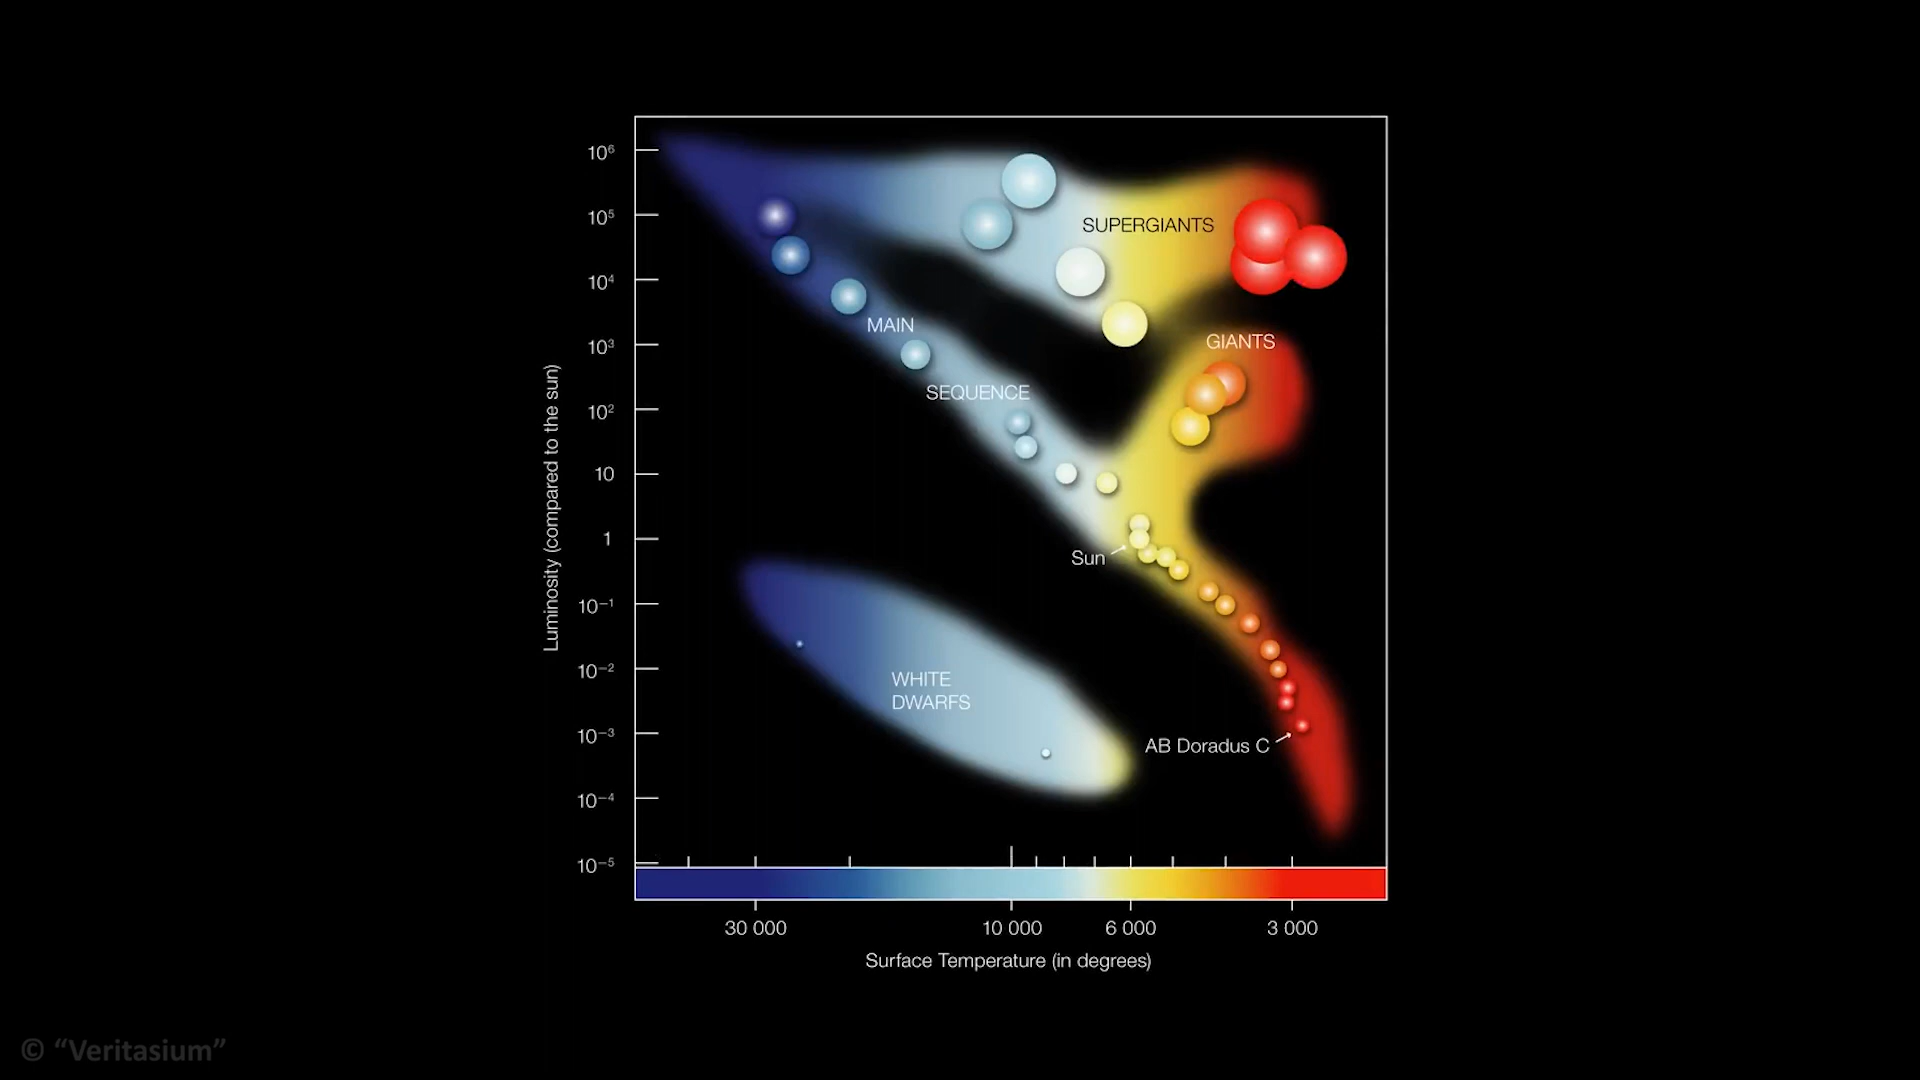 10⁶
10⁵
10⁴
10³
10²
10
1
10⁻¹
10⁻²
10⁻³
10⁻⁴
10⁻⁵
Luminosity (compared to the sun)
SUPERGIANTS
MAIN
GIANTS
SEQUENCE
Sun
WHITE
DWARFS
AB Doradus C
30 000 10 000 6 000 3 000
Surface Temperature (in degrees)
© “Veritasium”